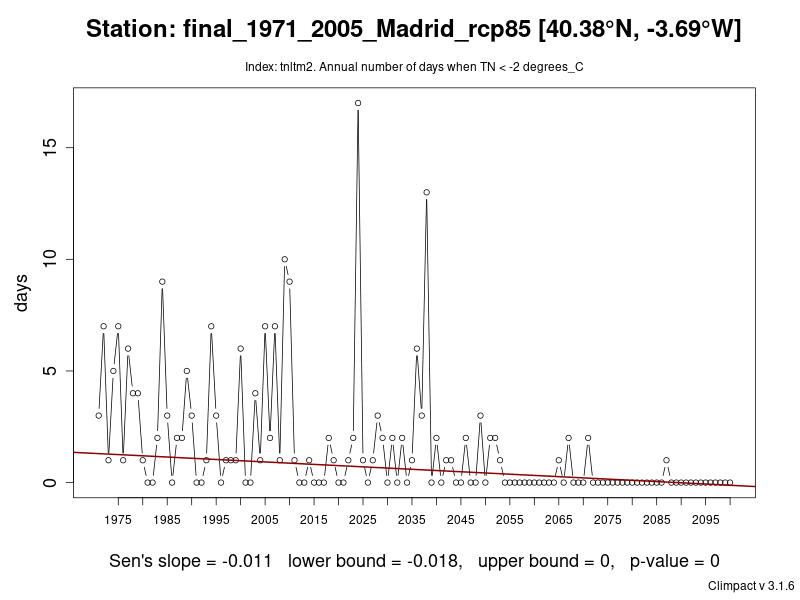 Station: final_1971_2005_Madrid_rcp85 [40.38°N, -3.69°W]
Index: tnltm2. Annual number of days when TN < -2 degrees_C
days
15
10
5
0
1975 1985 1995 2005 2015 2025 2035 2045 2055 2065 2075 2085 2095
Sen's slope = -0.011 lower bound = -0.018, upper bound = 0, p-value = 0
Climpact v 3.1.6